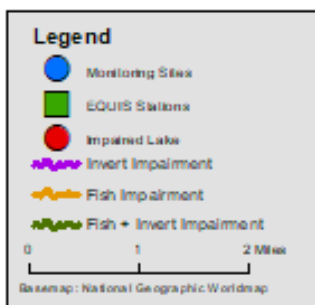 Legend
Monitoring Sites
EQUIS Stations
Impaired Lake
Invert Impairment
Fish Impairment
Fish + Invert Impairment
0 1 2 Miles
Basemap: National Geographic Worldmap